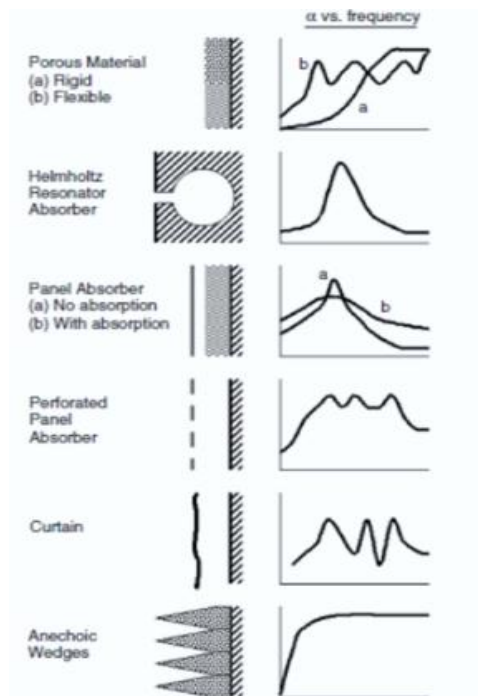 α vs. frequency
Porous Material
(a) Rigid
(b) Flexible
b
a
Helmholtz
Resonator
Absorber
Panel Absorber
(a) No absorption
(b) With absorption
a
b
Perforated
Panel
Absorber
Curtain
Anechoic
Wedges